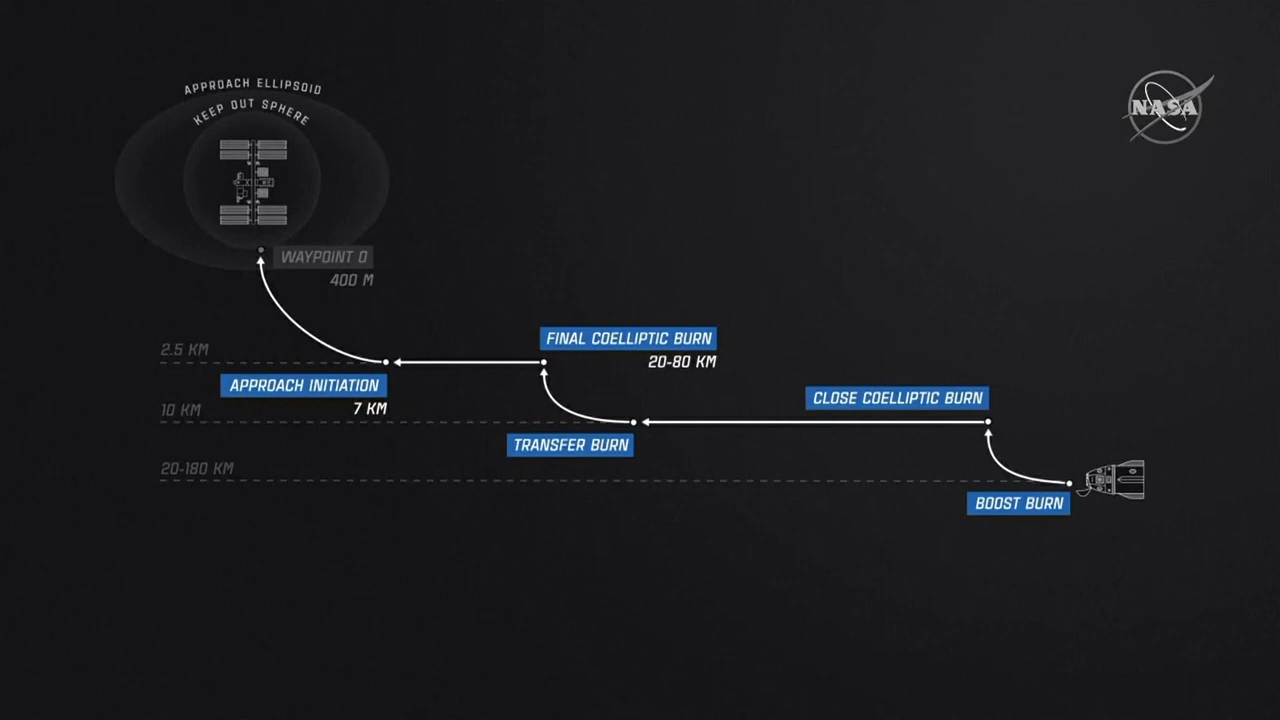 APPROACH ELLIPSOID
KEEP OUT SPHERE
NASA
WAYPOINT 0
400 M
2.5 KM
FINAL COELLIPTIC BURN
20-80 KM
APPROACH INITIATION
7 KM
CLOSE COELLIPTIC BURN
10 KM
TRANSFER BURN
20-180 KM
BOOST BURN